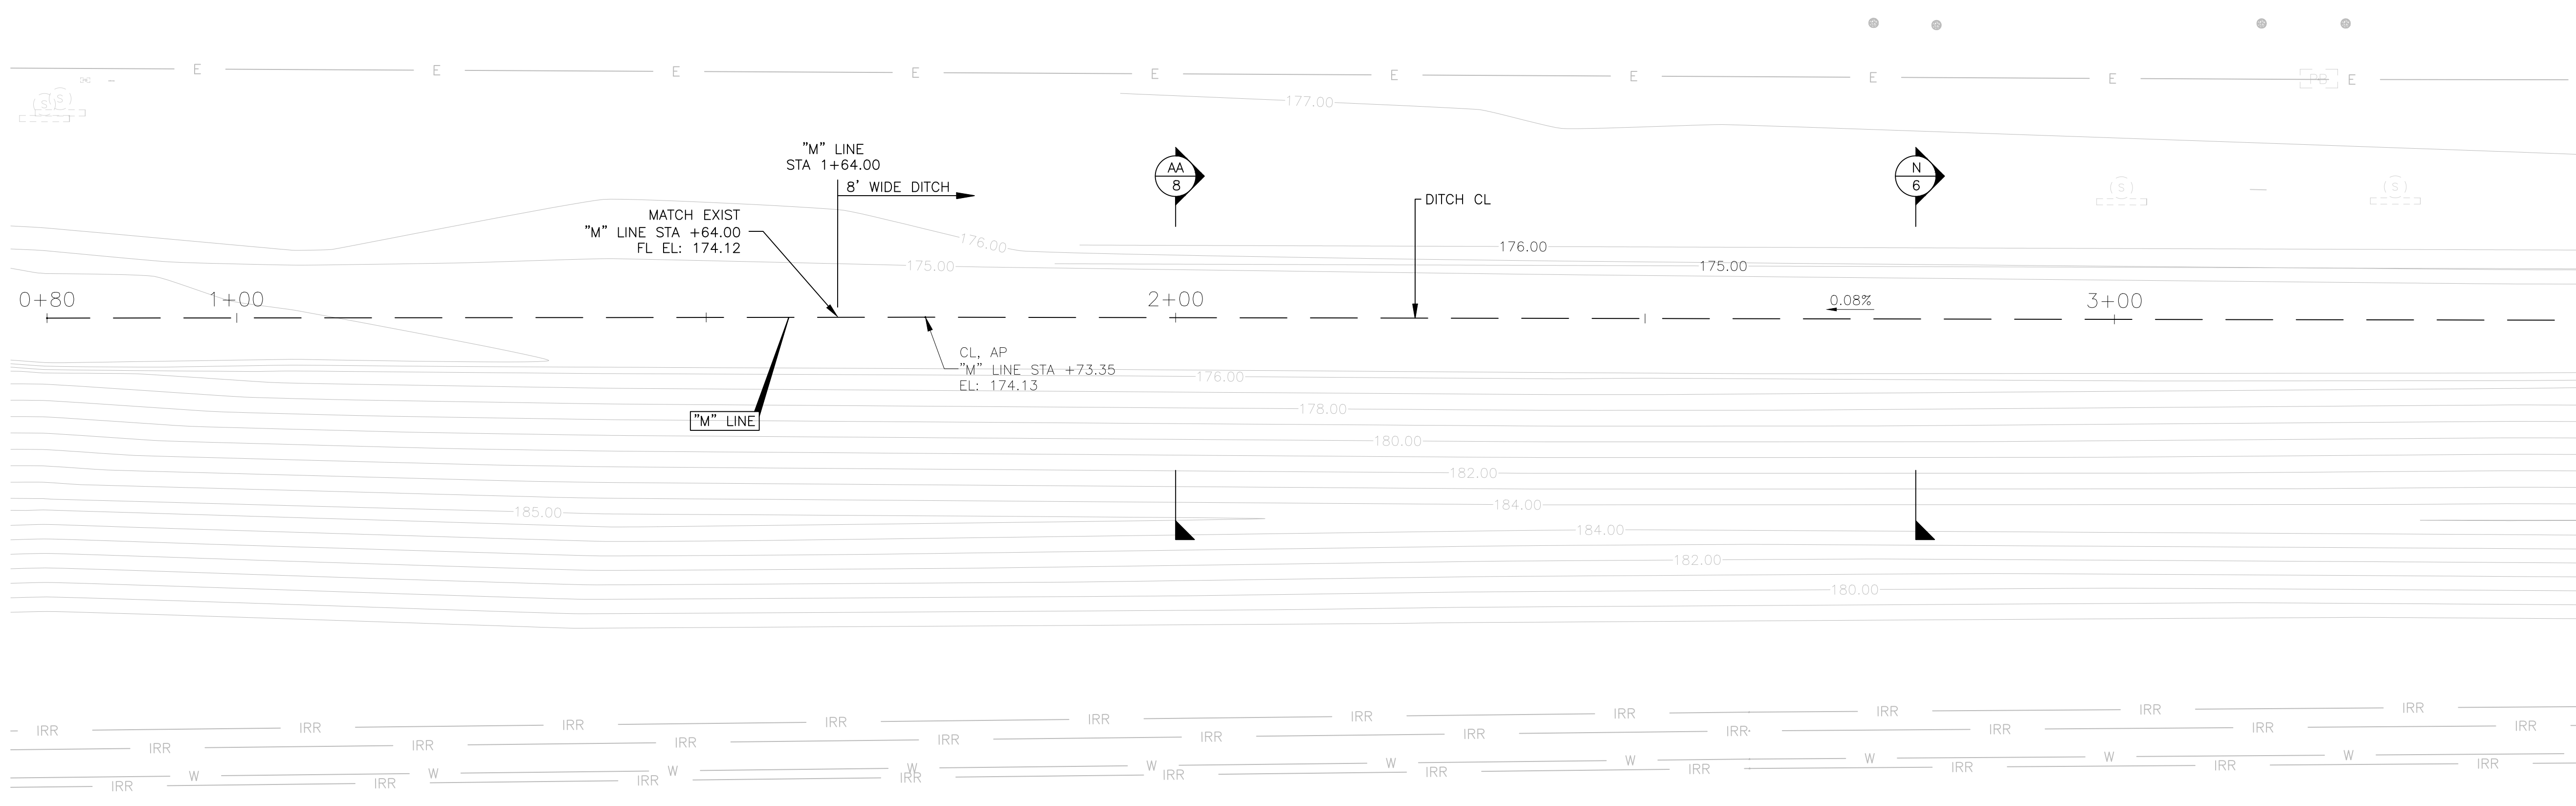 E E E E E E E E E E
PB
(S) (S)
177.00
"M" LINE
STA 1+64.00
8' WIDE DITCH
AA
8
N
6
(S) (S)
DITCH CL
MATCH EXIST
"M" LINE STA +64.00
FL EL: 174.12
176.00
176.00
175.00
175.00
0+80
1+00
2+00
0.08%
3+00
CL, AP
"M" LINE STA +73.35
EL: 174.13
176.00
178.00
"M" LINE
180.00
182.00
184.00
185.00
184.00
182.00
180.00
IRR IRR IRR IRR IRR IRR IRR IRR IRR IRR
IRR IRR IRR IRR IRR IRR IRR IRR IRR IRR
W W W W W W W W W W
IRR IRR IRR IRR IRR IRR IRR IRR IRR IRR